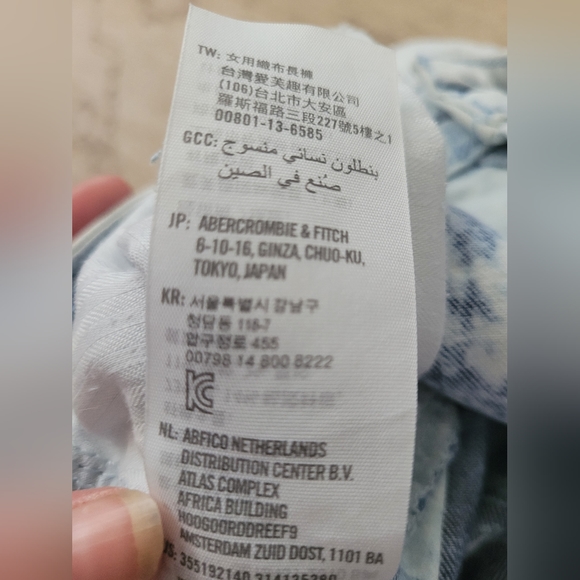 TW: 女用織布長褲
台灣愛芙趣有限公司
(106)台北市大安區
羅斯福路三段227號5樓之1
00801-13-6585
GCC: بنطلون نسائي منسوج
صُنع في الصين
JP: ABERCROMBIE & FITCH
6-10-16, GINZA, CHUO-KU,
TOKYO, JAPAN
KR: 서울특별시 강남구
청담동 118-7
압구정로 455
00798 14 800 8222
NL: ABFICO NETHERLANDS
DISTRIBUTION CENTER B.V.
ATLAS COMPLEX
AFRICA BUILDING
HOOGOORDDREEF9
AMSTERDAM ZUID DOST, 1101 BA
US: 355192140